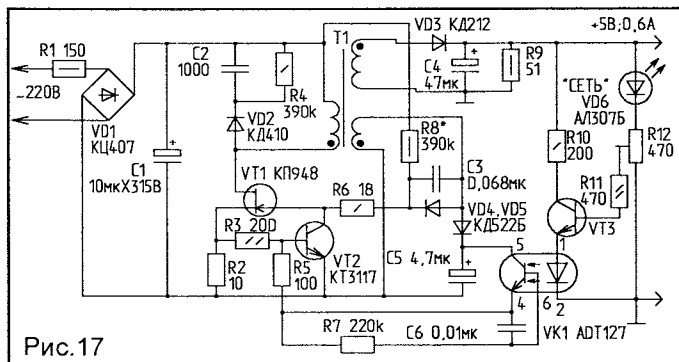 R1 150
~220В
VD1
КЦ407
C1
10мкХ315В
C2
1000
R4
390k
VD2
КД410
VT1 КП948
R3 20D
R2
10
R5
100
VT2
КТ3117
R6 18
T1
VD3 КД212
C4
47мк
R9
51
R8*
390k
C3
D,068мк
VD4,VD5
КД522Б
C5 4,7мк
R7 220k
C6 0,01мк
+5В;0,6А
"СЕТЬ"
VD6
АЛ307Б
R10
200
R12
470
R11
470
VT3
1
5
4
6
2
VK1 ADT127
Рис.17